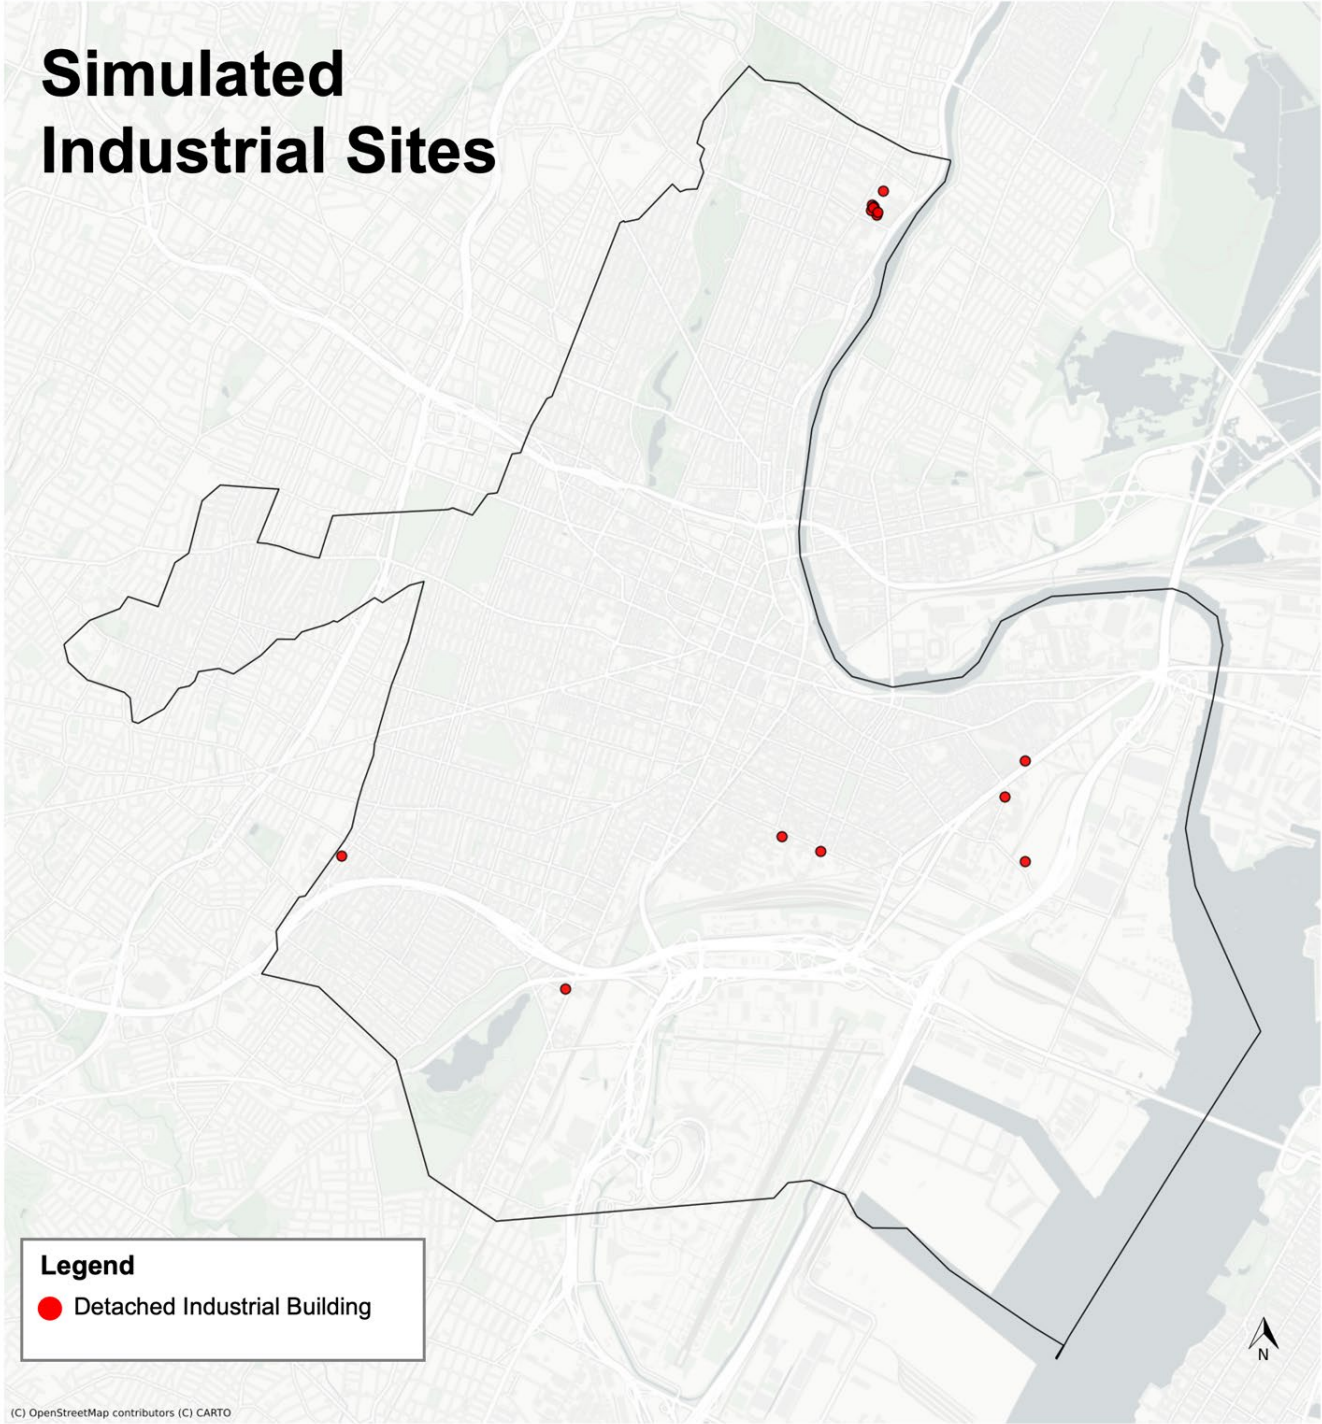 Simulated
Industrial Sites
Legend
Detached Industrial Building
N
(C) OpenStreetMap contributors (C) CARTO